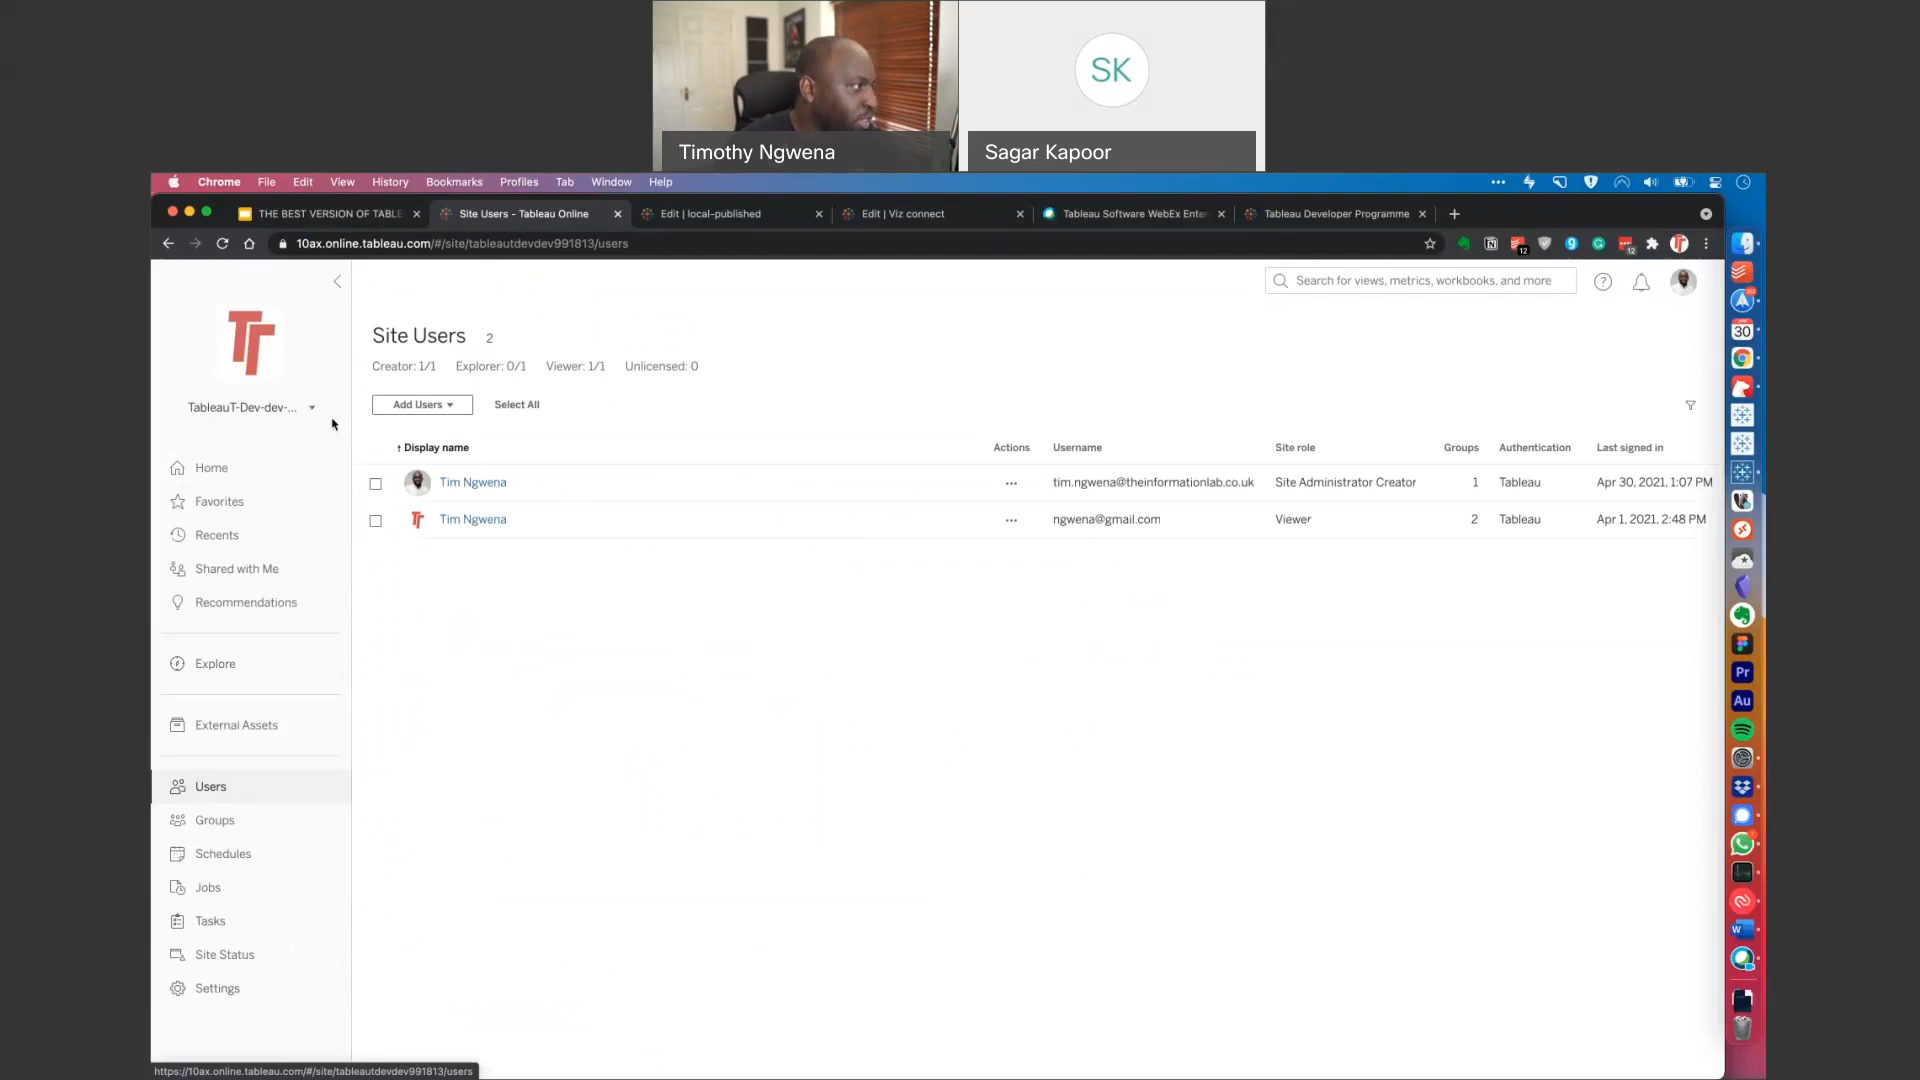 SK
Timothy Ngwena
Sagar Kapoor
Chrome File Edit View History Bookmarks Profiles Tab Window Help
THE BEST VERSION OF TABLE
Site Users - Tableau Online
Edit | local-published
Edit | Viz connect
Tableau Software WebEx Enter
Tableau Developer Programme
10ax.online.tableau.com/#/site/tableautdevdev991813/users
12
12
Search for views, metrics, workbooks, and more
TableauT-Dev-dev-...
Home
Favorites
Recents
Shared with Me
Recommendations
Explore
External Assets
Users
Groups
Schedules
Jobs
Tasks
Site Status
Settings
Site Users 2
Creator: 1/1 Explorer: 0/1 Viewer: 1/1 Unlicensed: 0
Add Users Select All
↑ Display name Actions Username Site role Groups Authentication Last signed in
Tim Ngwena ... tim.ngwena@theinformationlab.co.uk Site Administrator Creator 1 Tableau Apr 30, 2021, 1:07 PM
Tim Ngwena ... ngwena@gmail.com Viewer 2 Tableau Apr 1, 2021, 2:48 PM
30
Pr
Au
W
https://10ax.online.tableau.com/#/site/tableautdevdev991813/users